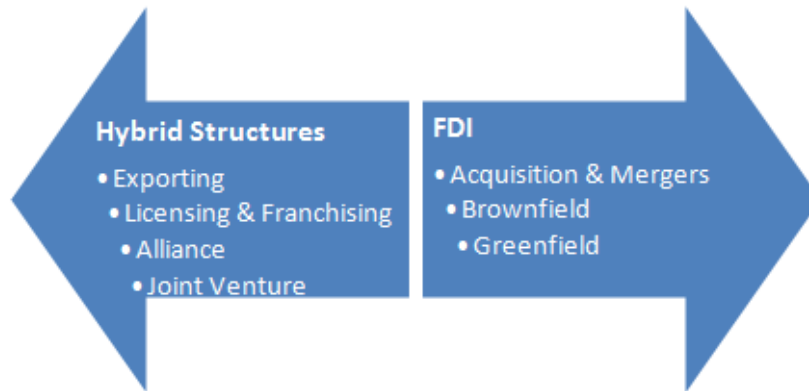 Hybrid Structures
• Exporting
• Licensing & Franchising
• Alliance
• Joint Venture
FDI
• Acquisition & Mergers
• Brownfield
• Greenfield